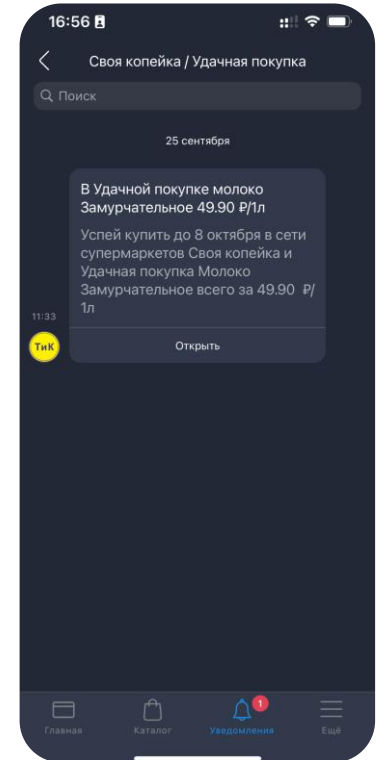 16:56
Своя копейка / Удачная покупка
Поиск
25 сентября
В Удачной покупке молоко
Замурчательное 49.90 ₽/1л
Успей купить до 8 октября в сети
супермаркетов Своя копейка и
Удачная покупка Молоко
Замурчательное всего за 49.90 ₽/
1л
11:33
ТиК
Открыть
1
Главная
Каталог
Уведомления
Ещё